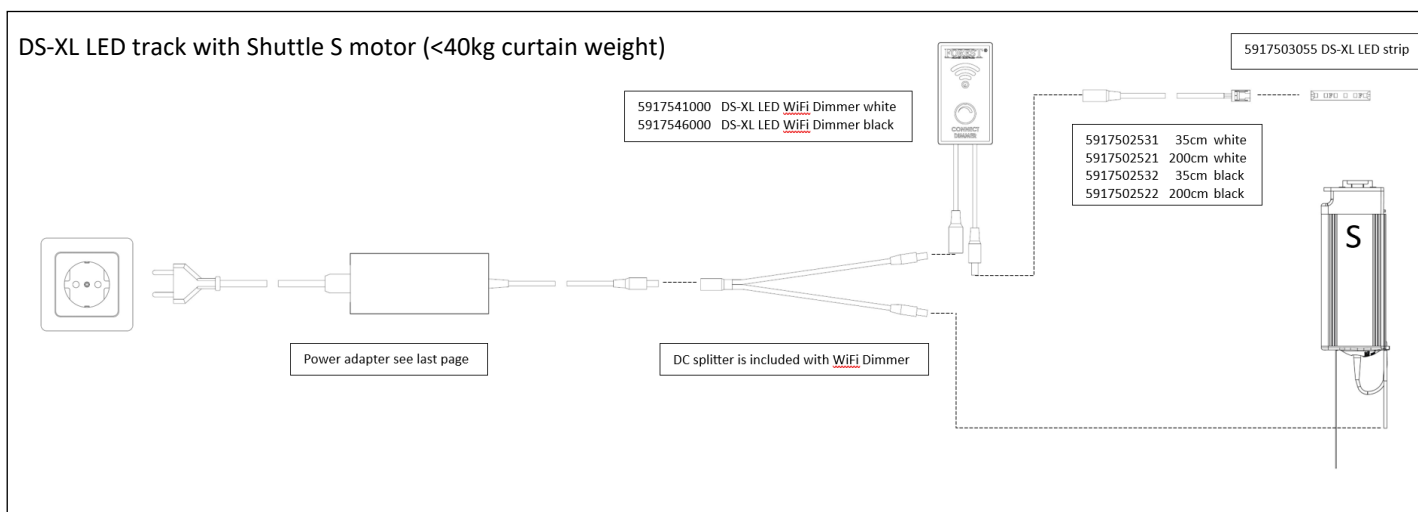 DS-XL LED track with Shuttle S motor (<40kg curtain weight)
5917503055 DS-XL LED strip
5917541000 DS-XL LED WiFi Dimmer white
5917546000 DS-XL LED WiFi Dimmer black
FOREST®
CONNECT
DIMMER
5917502531 35cm white
5917502521 200cm white
5917502532 35cm black
5917502522 200cm black
S
Power adapter see last page
DC splitter is included with WiFi Dimmer